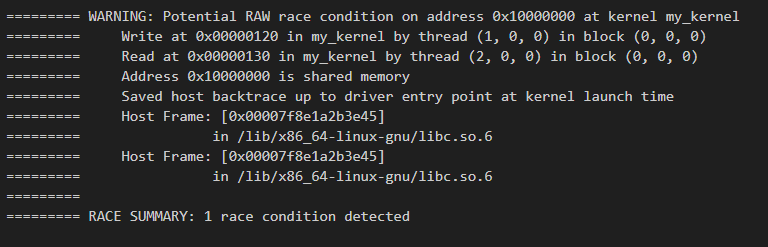 ========= WARNING: Potential RAW race condition on address 0x10000000 at kernel my_kernel
=========     Write at 0x00000120 in my_kernel by thread (1, 0, 0) in block (0, 0, 0)
=========     Read at 0x00000130 in my_kernel by thread (2, 0, 0) in block (0, 0, 0)
=========     Address 0x10000000 is shared memory
=========     Saved host backtrace up to driver entry point at kernel launch time
=========     Host Frame: [0x00007f8e1a2b3e45]
=========                in /lib/x86_64-linux-gnu/libc.so.6
=========     Host Frame: [0x00007f8e1a2b3e45]
=========                in /lib/x86_64-linux-gnu/libc.so.6
=========
========= RACE SUMMARY: 1 race condition detected